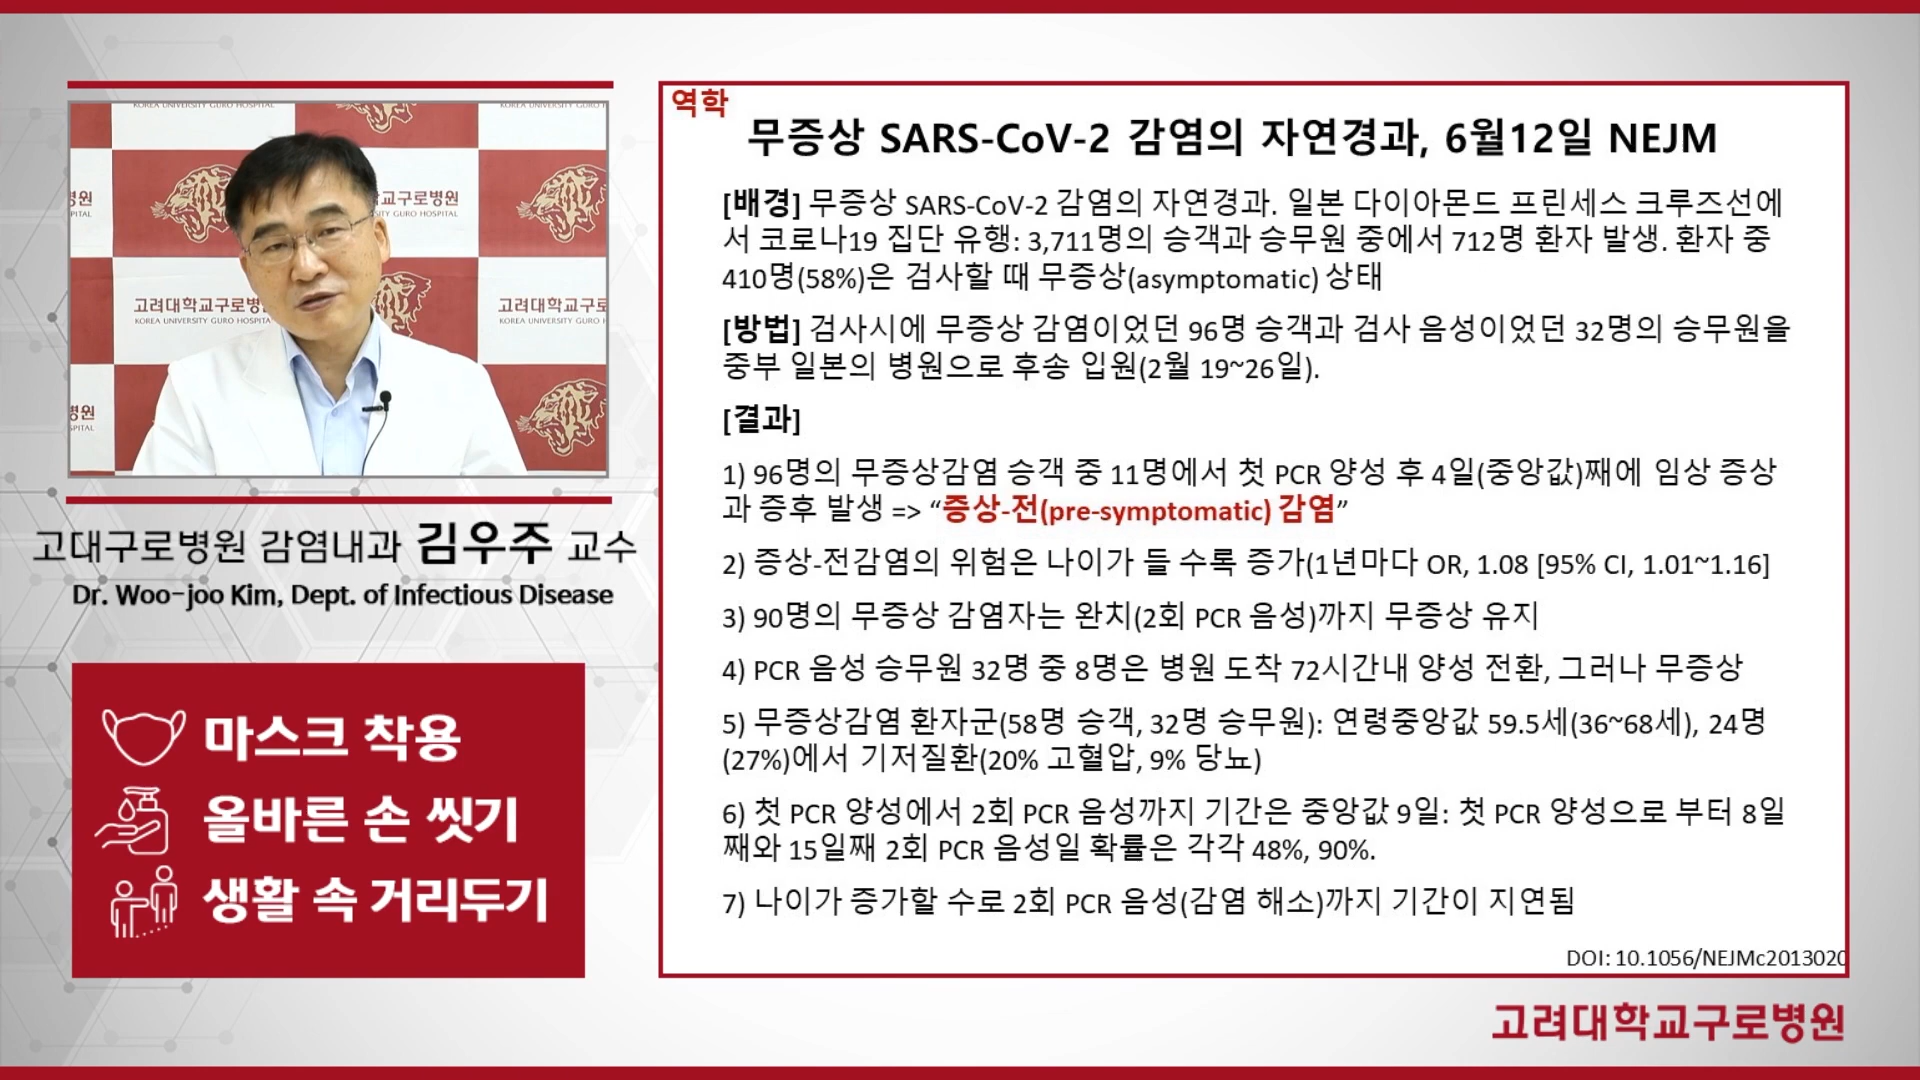 역학
무증상 SARS-CoV-2 감염의 자연경과, 6월12일 NEJM
[배경] 무증상 SARS-CoV-2 감염의 자연경과. 일본 다이아몬드 프린세스 크루즈선에
서 코로나19 집단 유행: 3,711명의 승객과 승무원 중에서 712명 환자 발생. 환자 중
410명(58%)은 검사할 때 무증상(asymptomatic) 상태
[방법] 검사시에 무증상 감염이었던 96명 승객과 검사 음성이었던 32명의 승무원을
중부 일본의 병원으로 후송 입원(2월 19~26일).
[결과]
1) 96명의 무증상감염 승객 중 11명에서 첫 PCR 양성 후 4일(중앙값)째에 임상 증상
과 증후 발생 => “증상-전(pre-symptomatic) 감염”
2) 증상-전감염의 위험은 나이가 들 수록 증가(1년마다 OR, 1.08 [95% CI, 1.01~1.16]
3) 90명의 무증상 감염자는 완치(2회 PCR 음성)까지 무증상 유지
4) PCR 음성 승무원 32명 중 8명은 병원 도착 72시간내 양성 전환, 그러나 무증상
5) 무증상감염 환자군(58명 승객, 32명 승무원): 연령중앙값 59.5세(36~68세), 24명
(27%)에서 기저질환(20% 고혈압, 9% 당뇨)
6) 첫 PCR 양성에서 2회 PCR 음성까지 기간은 중앙값 9일: 첫 PCR 양성으로 부터 8일
째와 15일째 2회 PCR 음성일 확률은 각각 48%, 90%.
7) 나이가 증가할 수로 2회 PCR 음성(감염 해소)까지 기간이 지연됨
DOI: 10.1056/NEJMc2013020
KOREA UNIVERSITY GURO HOSPITAL
고려대학교구로병원
KOREA UNIVERSITY GURO HOSPITAL
고대구로병원 감염내과 김우주 교수
Dr. Woo-joo Kim, Dept. of Infectious Disease
마스크 착용
올바른 손 씻기
생활 속 거리두기
고려대학교구로병원